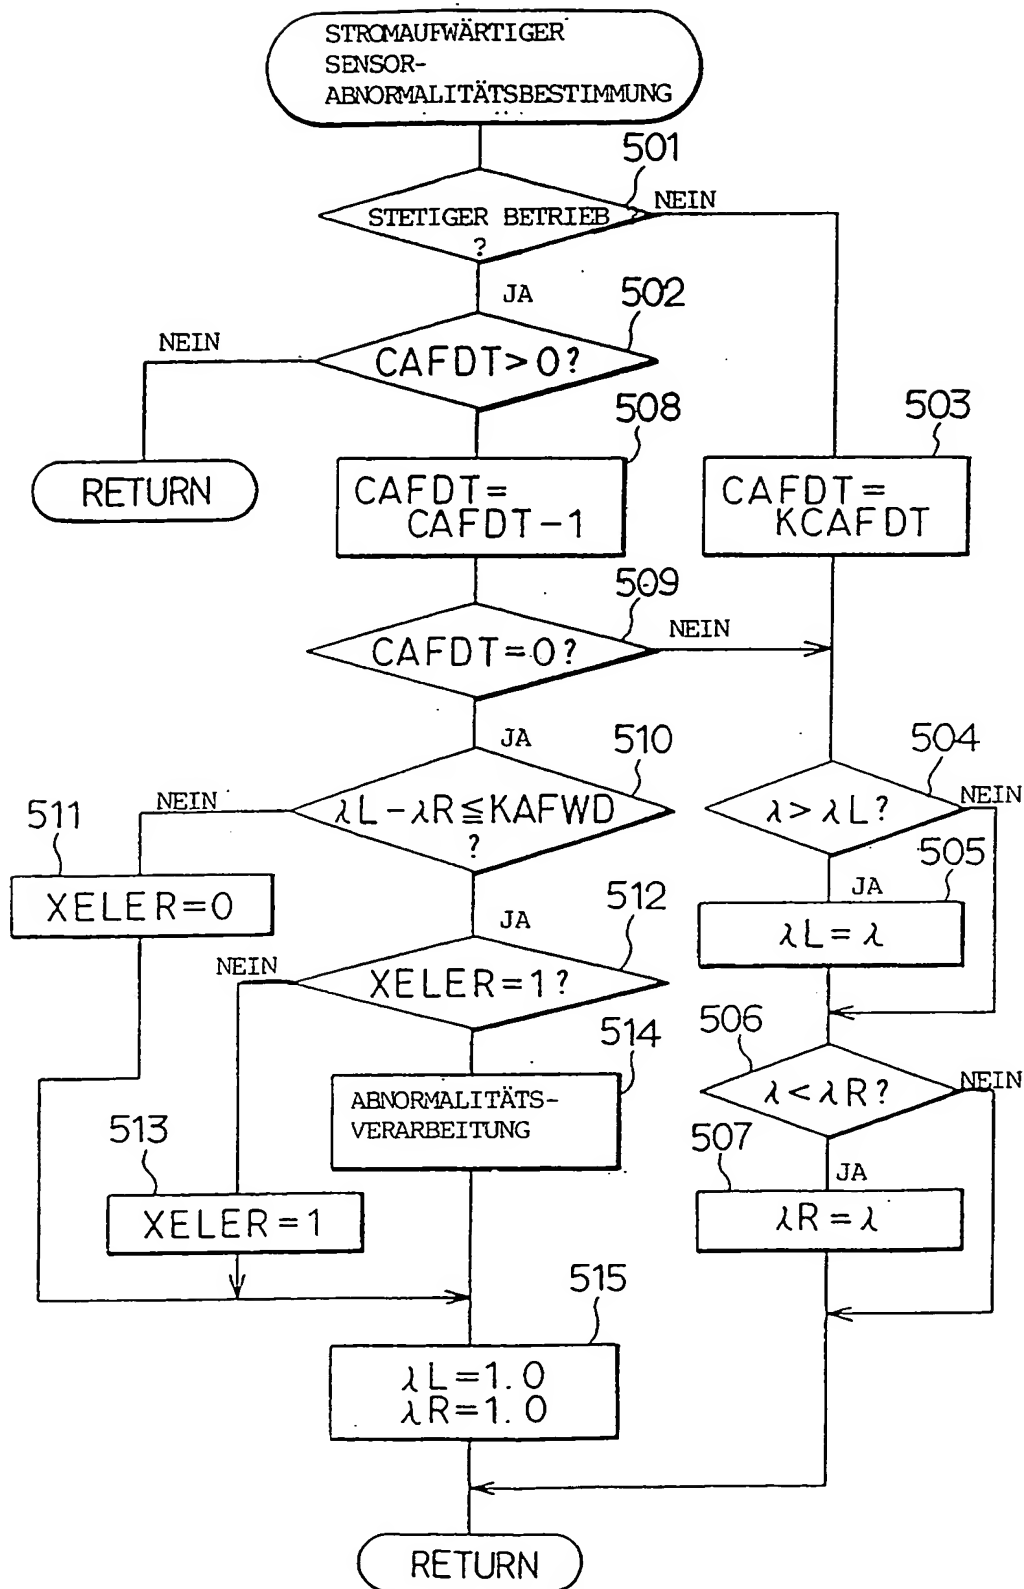 STROMAUFWÄRTIGER
SENSOR-
ABNORMALITÄTSBESTIMMUNG
501
STETIGER BETRIEB
?
NEIN
JA
502
NEIN
CAFDT>0?
508
503
RETURN
CAFDT=
CAFDT-1
CAFDT=
KCAFDT
509
CAFDT=0?
NEIN
JA
510
504
NEIN
λL-λR≦KAFWD
?
λ>λL?
NEIN
511
505
JA
XELER=0
JA
512
λL=λ
NEIN
XELER=1?
506
514
λ<λR?
NEIN
ABNORMALITÄTS-
VERARBEITUNG
513
507
JA
XELER=1
λR=λ
515
λL=1.0
λR=1.0
RETURN